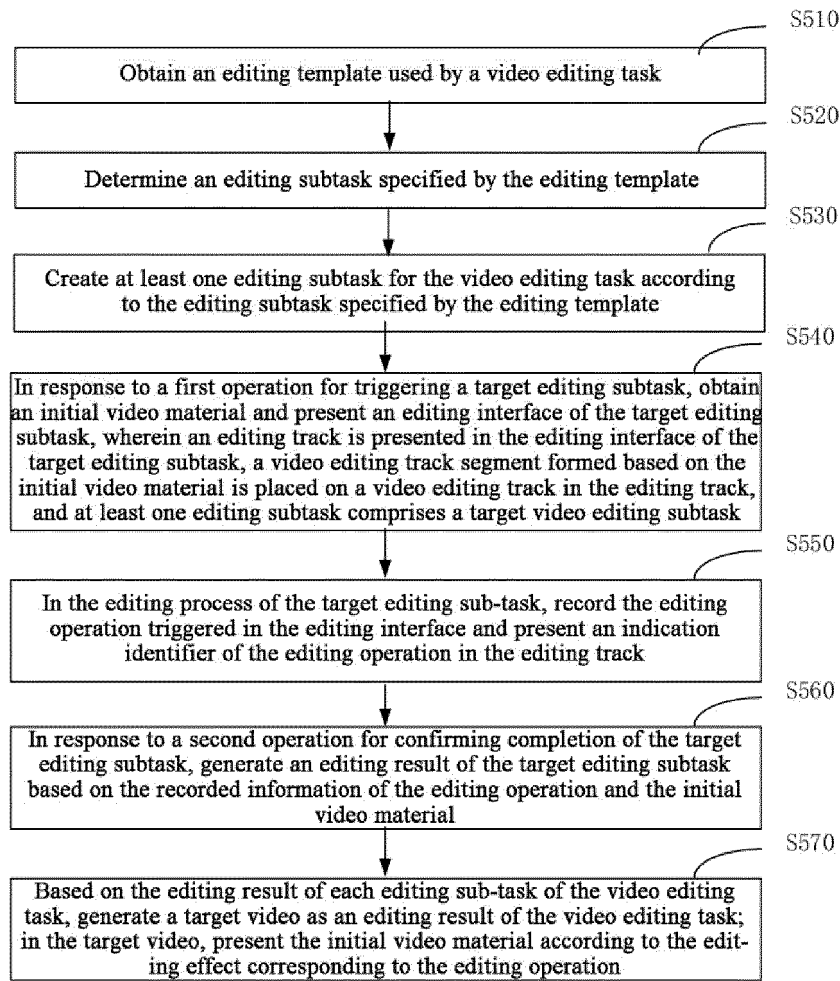 S510
Obtain an editing template used by a video editing task
S520
Determine an editing subtask specified by the editing template
S530
Create at least one editing subtask for the video editing task according
to the editing subtask specified by the editing template
S540
In response to a first operation for triggering a target editing subtask, obtain
an initial video material and present an editing interface of the target editing
subtask, wherein an editing track is presented in the editing interface of the
target editing subtask, a video editing track segment formed based on the
initial video material is placed on a video editing track in the editing track,
and at least one editing subtask comprises a target video editing subtask
S550
In the editing process of the target editing sub-task, record the editing
operation triggered in the editing interface and present an indication
identifier of the editing operation in the editing track
S560
In response to a second operation for confirming completion of the target
editing subtask, generate an editing result of the target editing subtask
based on the recorded information of the editing operation and the initial
video material
S570
Based on the editing result of each editing sub-task of the video editing
task, generate a target video as an editing result of the video editing task;
in the target video, present the initial video material according to the edit-
ing effect corresponding to the editing operation